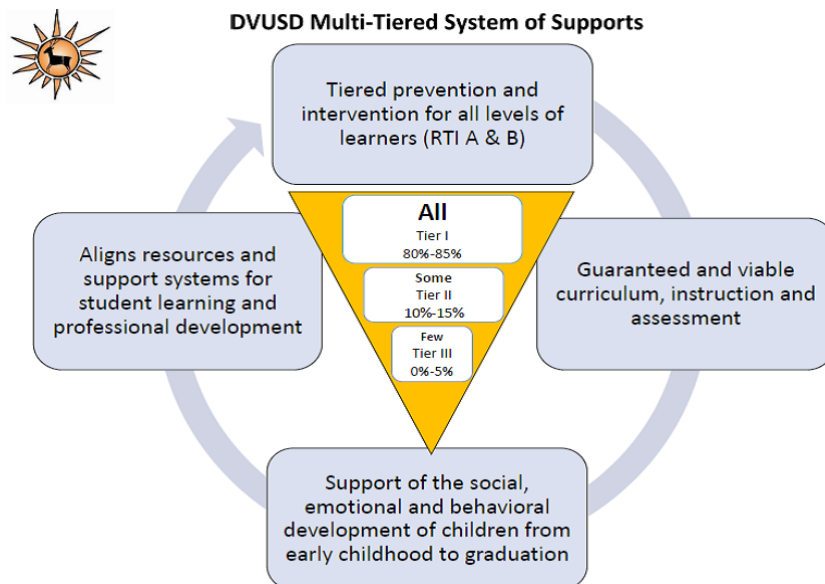 DVUSD Multi-Tiered System of Supports
Tiered prevention and
intervention for all levels of
learners (RTI A & B)
All
Tier I
80%-85%
Some
Tier II
10%-15%
Few
Tier III
0%-5%
Guaranteed and viable
curriculum, instruction and
assessment
Support of the social,
emotional and behavioral
development of children from
early childhood to graduation
Aligns resources and
support systems for
student learning and
professional development